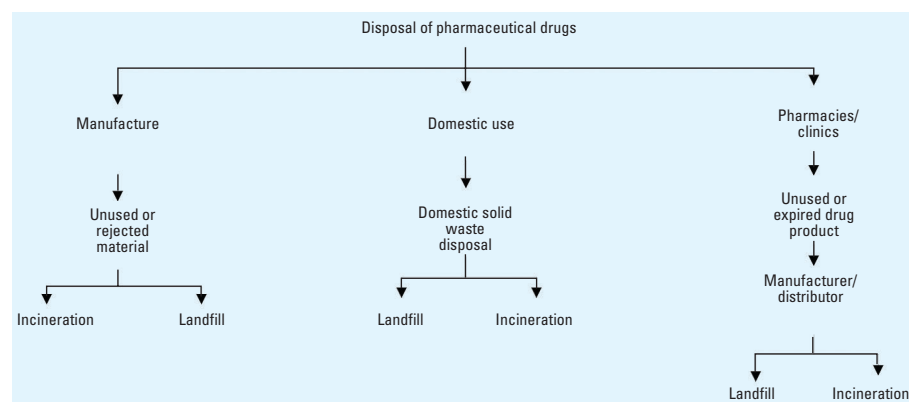 Disposal of pharmaceutical drugs
Manufacture
Domestic use
Pharmacies/
clinics
Unused or
rejected
material
Domestic solid
waste
disposal
Unused or
expired drug
product
Manufacturer/
distributor
Incineration
Landfill
Landfill
Incineration
Landfill
Incineration